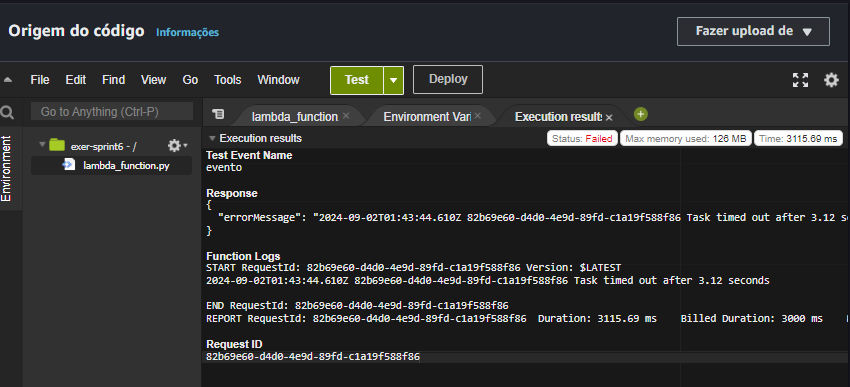 Origem do código Informações
Fazer upload de
File Edit Find View Go Tools Window Test Deploy
Go to Anything (Ctrl-P)
lambda_function Environment Vari Execution results
Environment
exer-sprint6 - /
lambda_function.py
Execution results
Status: Failed Max memory used: 126 MB Time: 3115.69 ms
Test Event Name
evento
Response
{
"errorMessage": "2024-09-02T01:43:44.610Z 82b69e60-d4d0-4e9d-89fd-c1a19f588f86 Task timed out after 3.12 se
}
Function Logs
START RequestId: 82b69e60-d4d0-4e9d-89fd-c1a19f588f86 Version: $LATEST
2024-09-02T01:43:44.610Z 82b69e60-d4d0-4e9d-89fd-c1a19f588f86 Task timed out after 3.12 seconds
END RequestId: 82b69e60-d4d0-4e9d-89fd-c1a19f588f86
REPORT RequestId: 82b69e60-d4d0-4e9d-89fd-c1a19f588f86 Duration: 3115.69 ms Billed Duration: 3000 ms
Request ID
82b69e60-d4d0-4e9d-89fd-c1a19f588f86